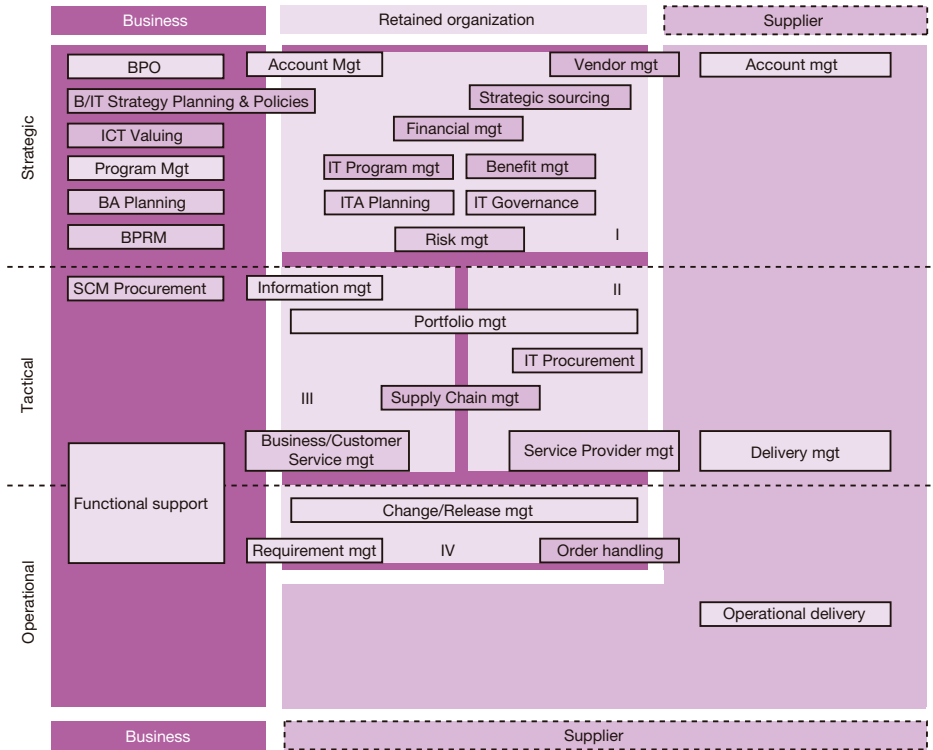 Business
Retained organization
Supplier
Strategic
BPO
Account Mgt
Vendor mgt
Account mgt
B/IT Strategy Planning & Policies
Strategic sourcing
ICT Valuing
Financial mgt
Program Mgt
IT Program mgt
Benefit mgt
BA Planning
ITA Planning
IT Governance
BPRM
Risk mgt
I
Tactical
SCM Procurement
Information mgt
II
Portfolio mgt
IT Procurement
III
Supply Chain mgt
Business/Customer
Service mgt
Service Provider mgt
Delivery mgt
Operational
Functional support
Change/Release mgt
Requirement mgt
IV
Order handling
Operational delivery
Business
Supplier